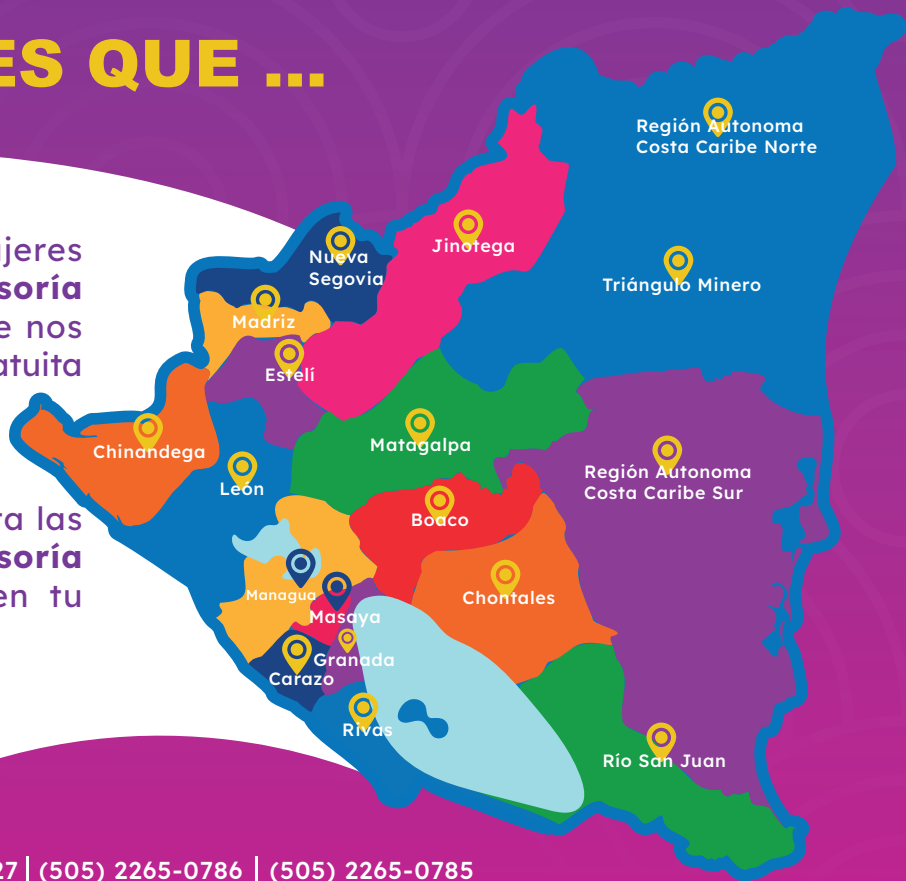 ES QUE ...
jeres
soría
e nos
atuita
ra las
soría
en tu
Región Autonoma
Costa Caribe Norte
Jinotega
Nueva
Segovia
Triángulo Minero
Madriz
Estelí
Matagalpa
Chinandega
León
Región Autonoma
Costa Caribe Sur
Boaco
Managua
Chontales
Masaya
Granada
Carazo
Rivas
Río San Juan
27 | (505) 2265-0786 | (505) 2265-0785